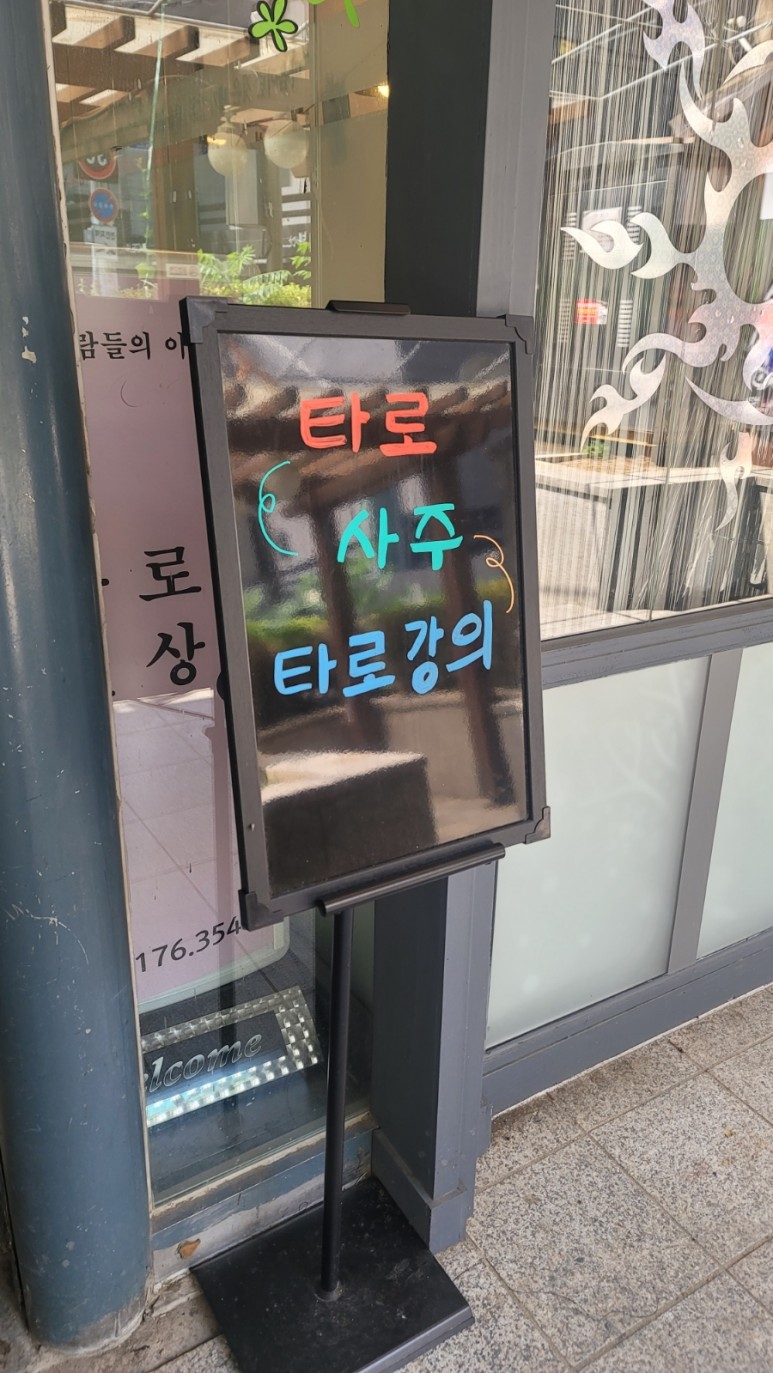 타로
사주
타로강의
람들의 이
로
상
176.354
elcome